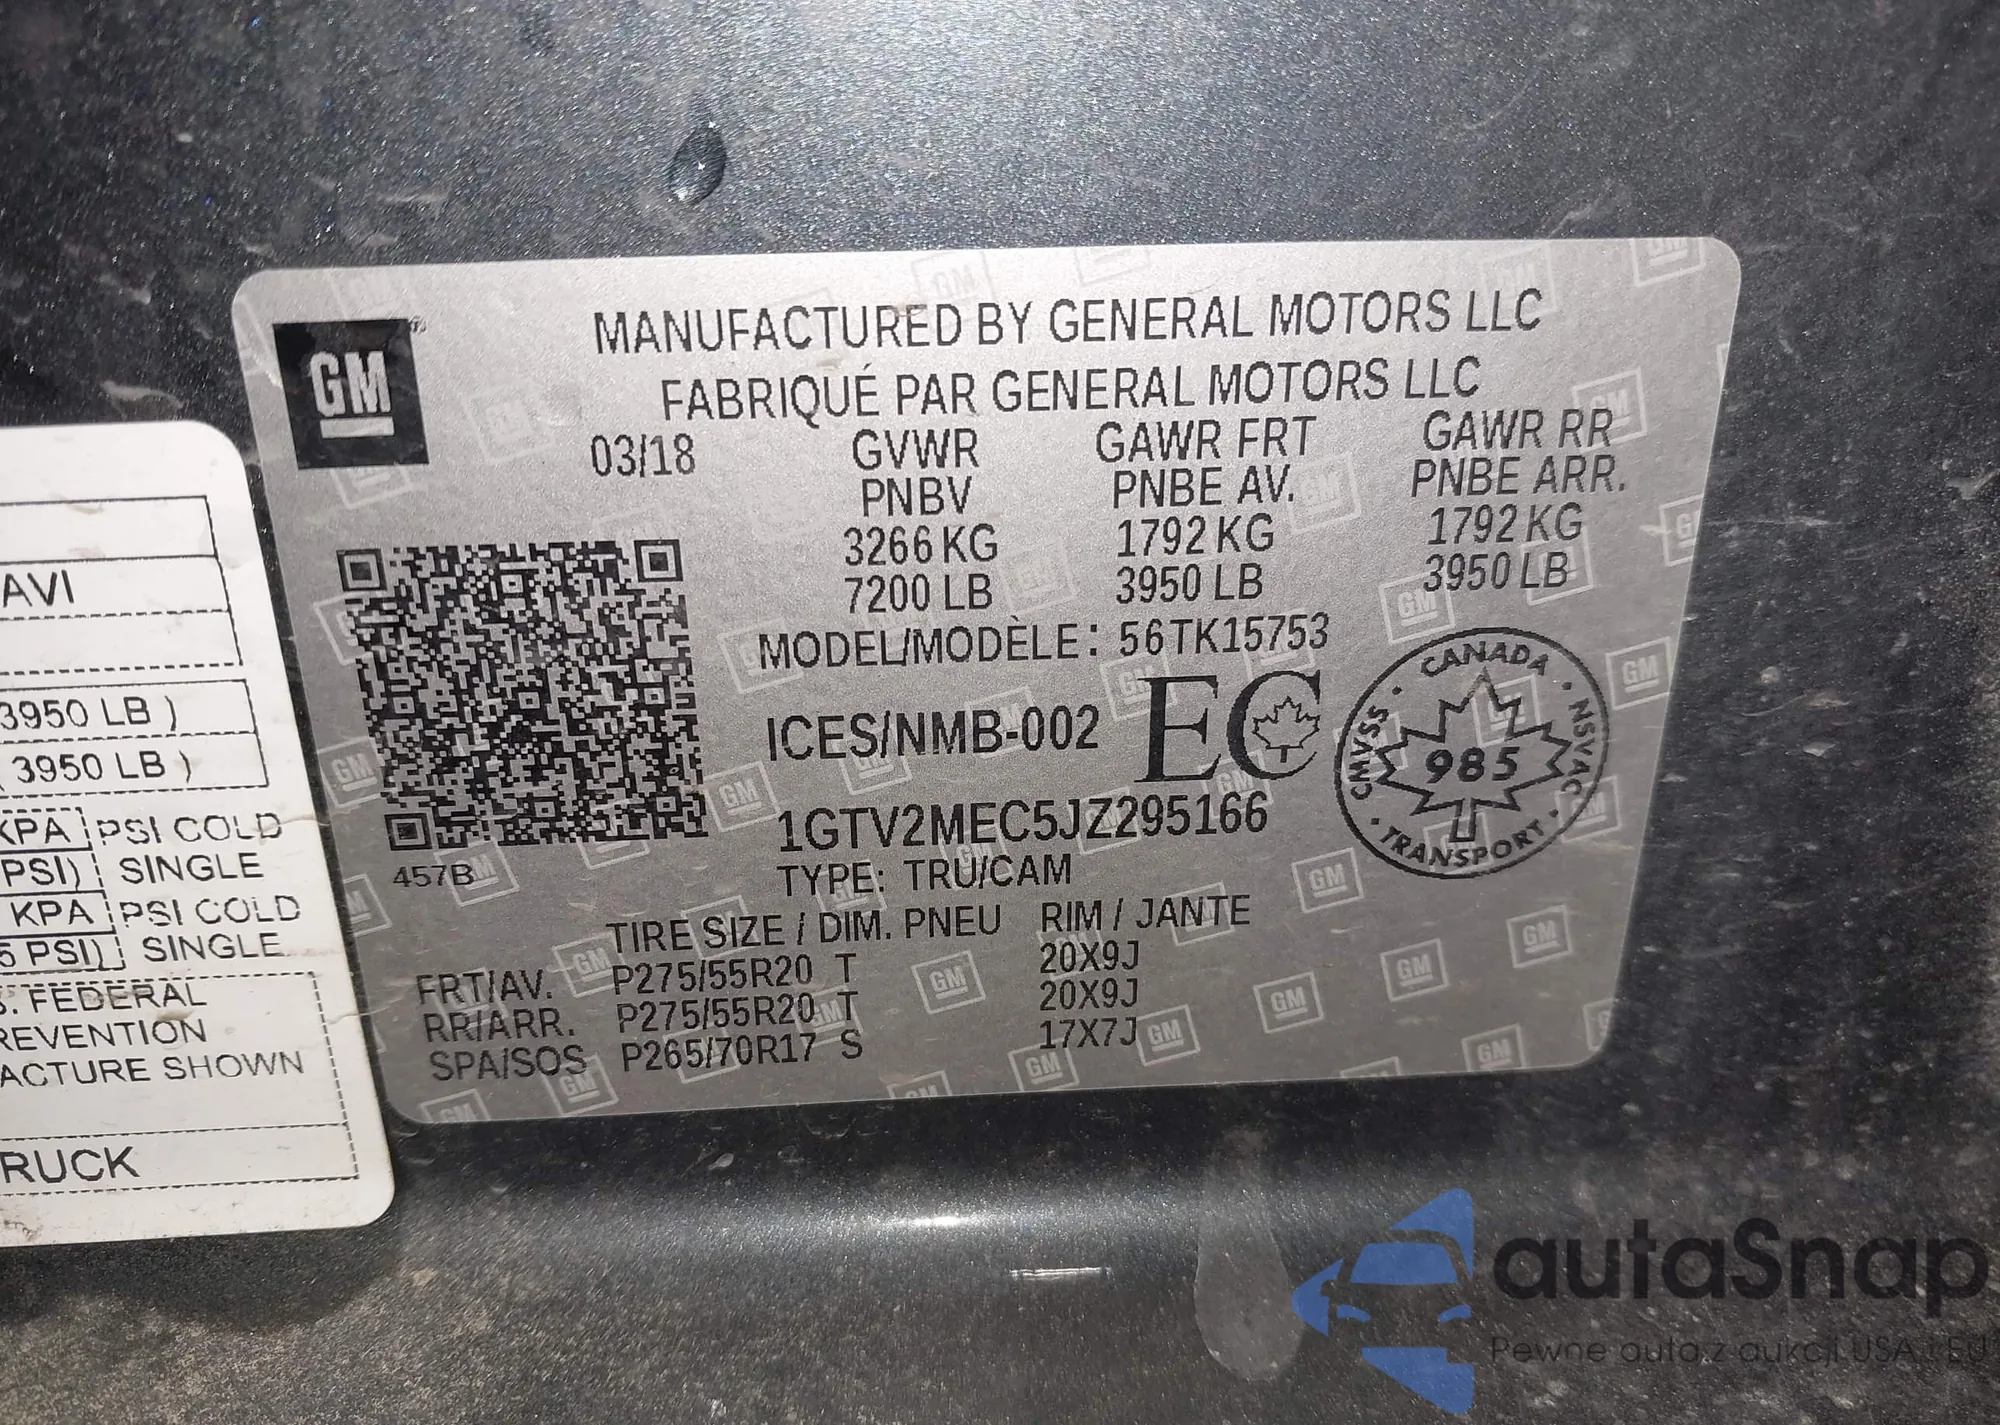 GM
MANUFACTURED BY GENERAL MOTORS LLC
FABRIQUÉ PAR GENERAL MOTORS LLC
03/18 GVWR GAWR FRT GAWR RR
PNBV PNBE AV. PNBE ARR.
3266 KG 1792 KG 1792 KG
7200 LB 3950 LB 3950 LB
MODEL/MODÈLE: 56TK15753
ICES/NMB-002 EC
CANADA
CMVSS 985 NSVAC
TRANSPORT
1GTV2MEC5JZ295166
457B TYPE: TRU/CAM
TIRE SIZE / DIM. PNEU RIM / JANTE
FRT/AV. P275/55R20 T 20X9J
RR/ARR. P275/55R20 T 20X9J
SPA/SOS P265/70R17 S 17X7J
AVI
3950 LB )
( 3950 LB )
KPA PSI COLD
PSI) SINGLE
KPA PSI COLD
5 PSI) SINGLE
S. FEDERAL
REVENTION
ACTURE SHOWN
RUCK
autaSnap
Pewne auta z aukcji USA i EU